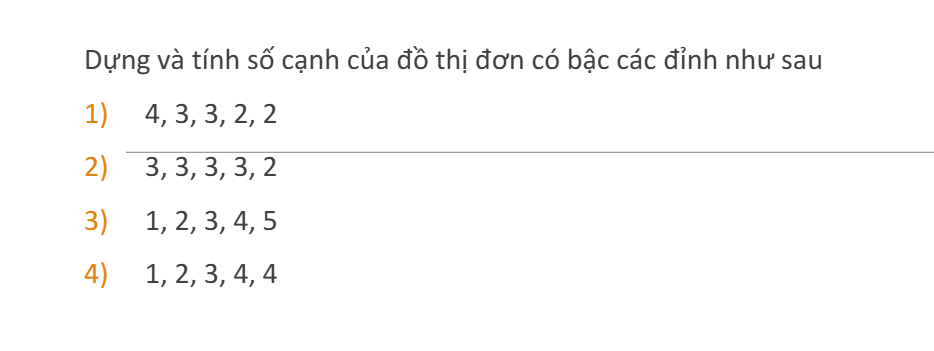 Dựng và tính số cạnh của đồ thị đơn có bậc các đỉnh như sau
1) 4, 3, 3, 2, 2
2) 3, 3, 3, 3, 2
3) 1, 2, 3, 4, 5
4) 1, 2, 3, 4, 4